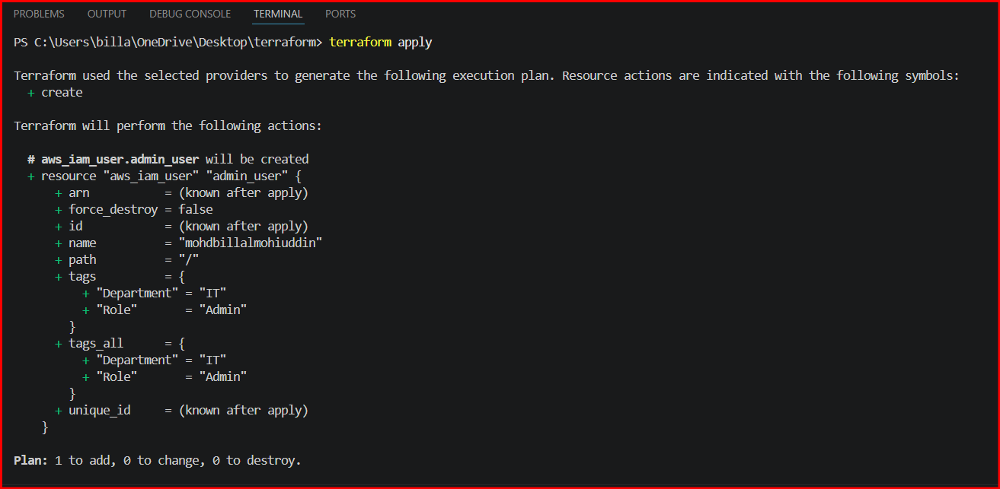 PROBLEMS OUTPUT DEBUG CONSOLE TERMINAL PORTS
PS C:\Users\billa\OneDrive\Desktop\terraform> terraform apply
Terraform used the selected providers to generate the following execution plan. Resource actions are indicated with the following symbols:
+ create
Terraform will perform the following actions:
# aws_iam_user.admin_user will be created
+ resource "aws_iam_user" "admin_user" {
+ arn = (known after apply)
+ force_destroy = false
+ id = (known after apply)
+ name = "mohdbillalmohiuddin"
+ path = "/"
+ tags = {
+ "Department" = "IT"
+ "Role" = "Admin"
}
+ tags_all = {
+ "Department" = "IT"
+ "Role" = "Admin"
}
+ unique_id = (known after apply)
}
Plan: 1 to add, 0 to change, 0 to destroy.